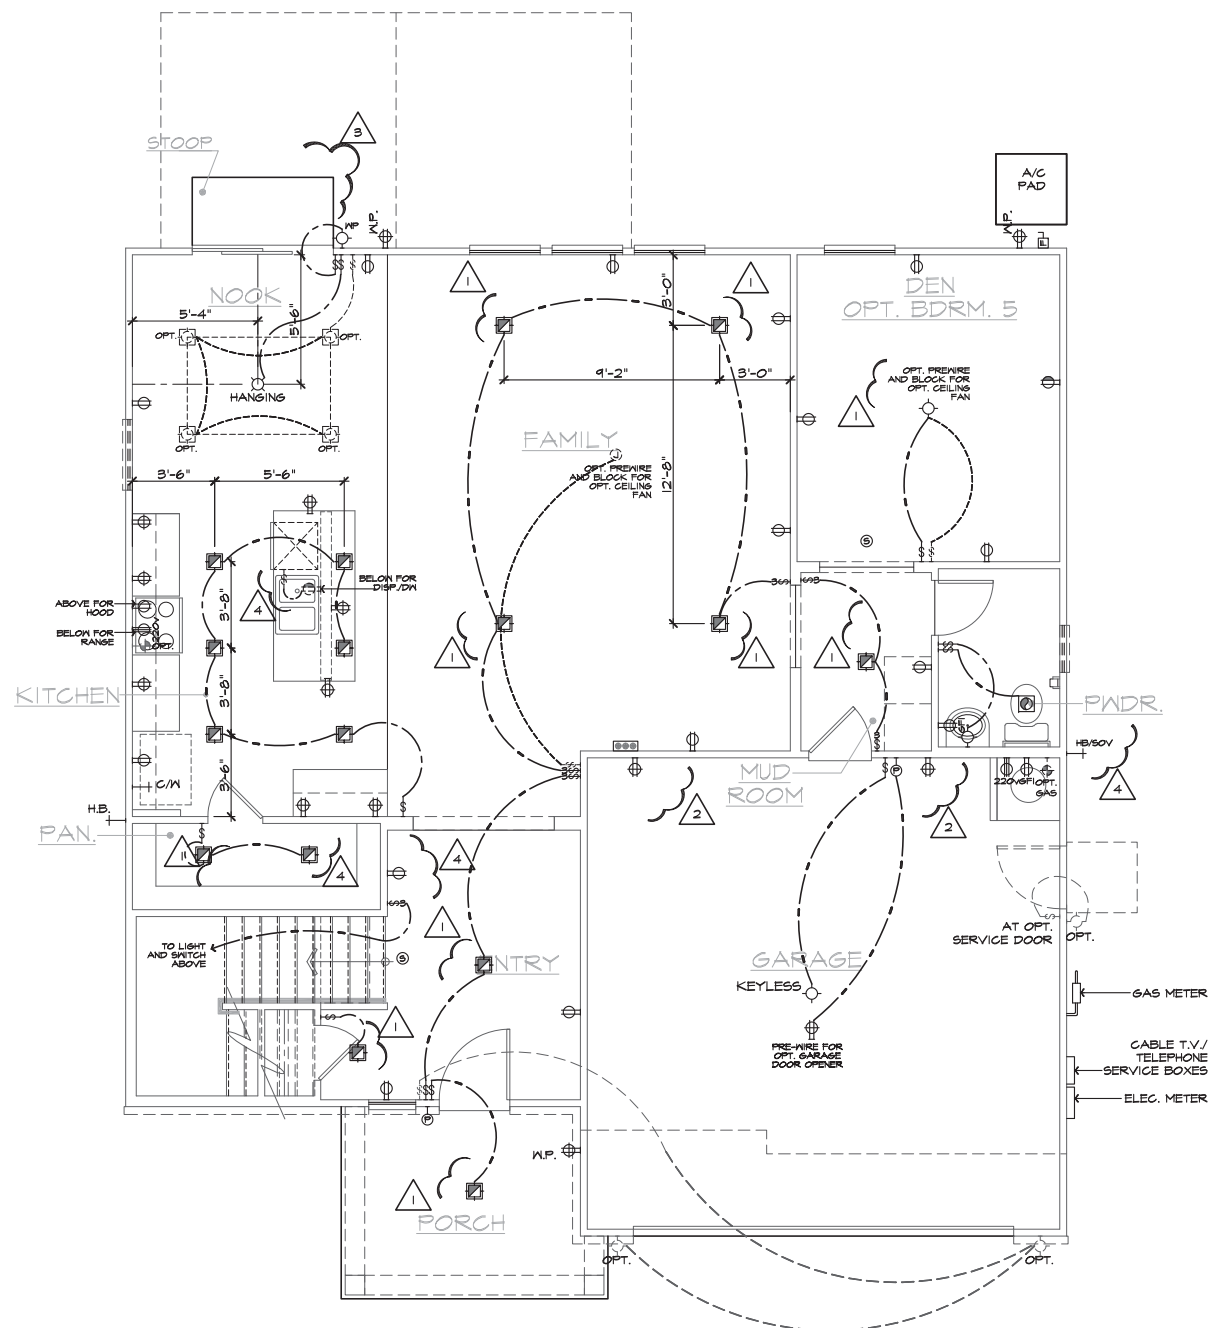 3
STOOP
A/C
PAD
WP
W.P.
W.P.
1
1
3'-0"
NOOK
DEN
OPT. BDRM. 5
5'-4"
5'-6"
OPT.
OPT.
9'-2"
3'-0"
OPT. PREWIRE
AND BLOCK FOR
OPT. CEILING
FAN
HANGING
1
FAMILY
OPT.
OPT.
OPT. PREWIRE
AND BLOCK FOR
OPT. CEILING
FAN
3'-6"
5'-6"
12'-8"
S
BELOW FOR
DISP./DW
3'-8"
ABOVE FOR
HOOD
4
BELOW FOR
RANGE
220V
OPT.
1
1
1
3'-8"
KITCHEN
PWDR.
GFI
HB/SOV
C/W
3'-6"
MUD
ROOM
P
220V
GFI
OPT.
GAS
4
H.B.
2
2
PAN.
1
4
4
1
3
TO LIGHT
AND SWITCH
ABOVE
S
ENTRY
GARAGE
AT OPT.
SERVICE DOOR
OPT.
KEYLESS
GAS METER
1
PRE-WIRE FOR
OPT. GARAGE
DOOR OPENER
CABLE T.V./
TELEPHONE
SERVICE BOXES
ELEC. METER
P
W.P.
1
PORCH
OPT.
OPT.